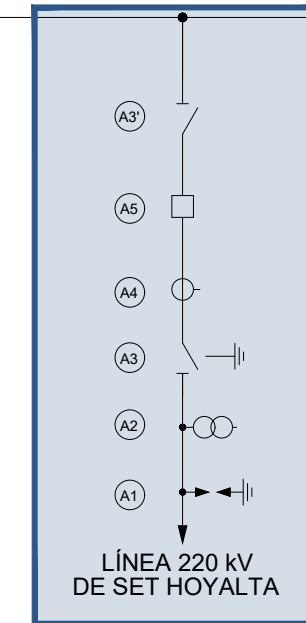 A3'
A5
A4
A3
A2
A1
LÍNEA 220 kV
DE SET HOYALTA